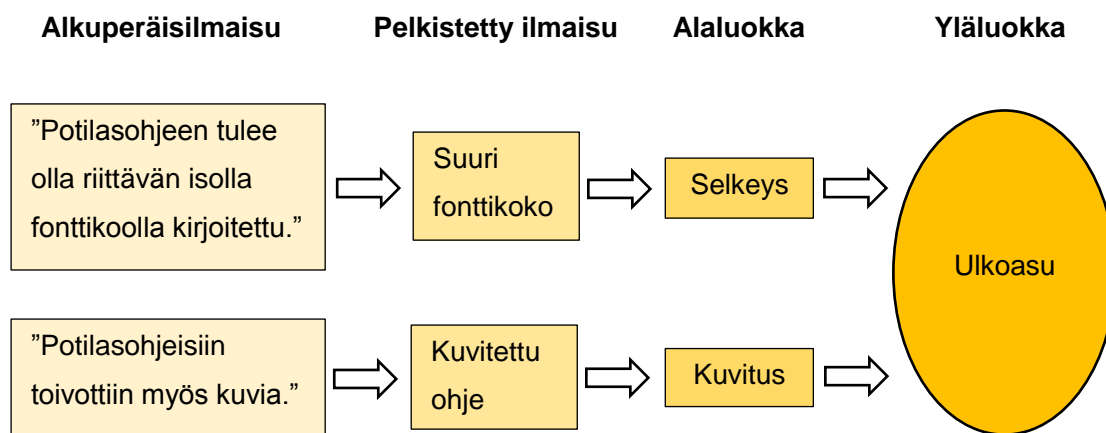 Alkuperäisilmaisu Pelkistetty ilmaisu Alaluokka Yläluokka
”Potilasohjeen tulee
olla riittävän isolla
fonttikoolla kirjoitettu.”
Suuri
fonttikoko
Selkeys
Ulkoasu
”Potilasohjeisiin
toivottiin myös kuvia.”
Kuvitettu
ohje
Kuvitus